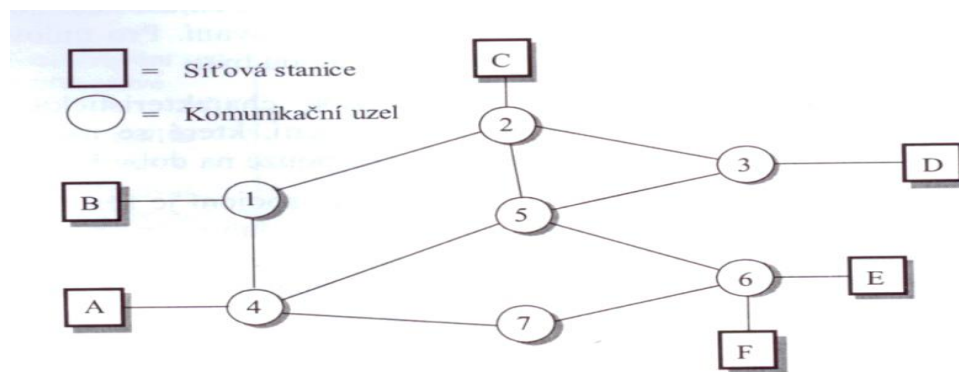 = Síťová stanice
= Komunikační uzel
C
2
3
D
B
1
5
6
E
A
4
7
F